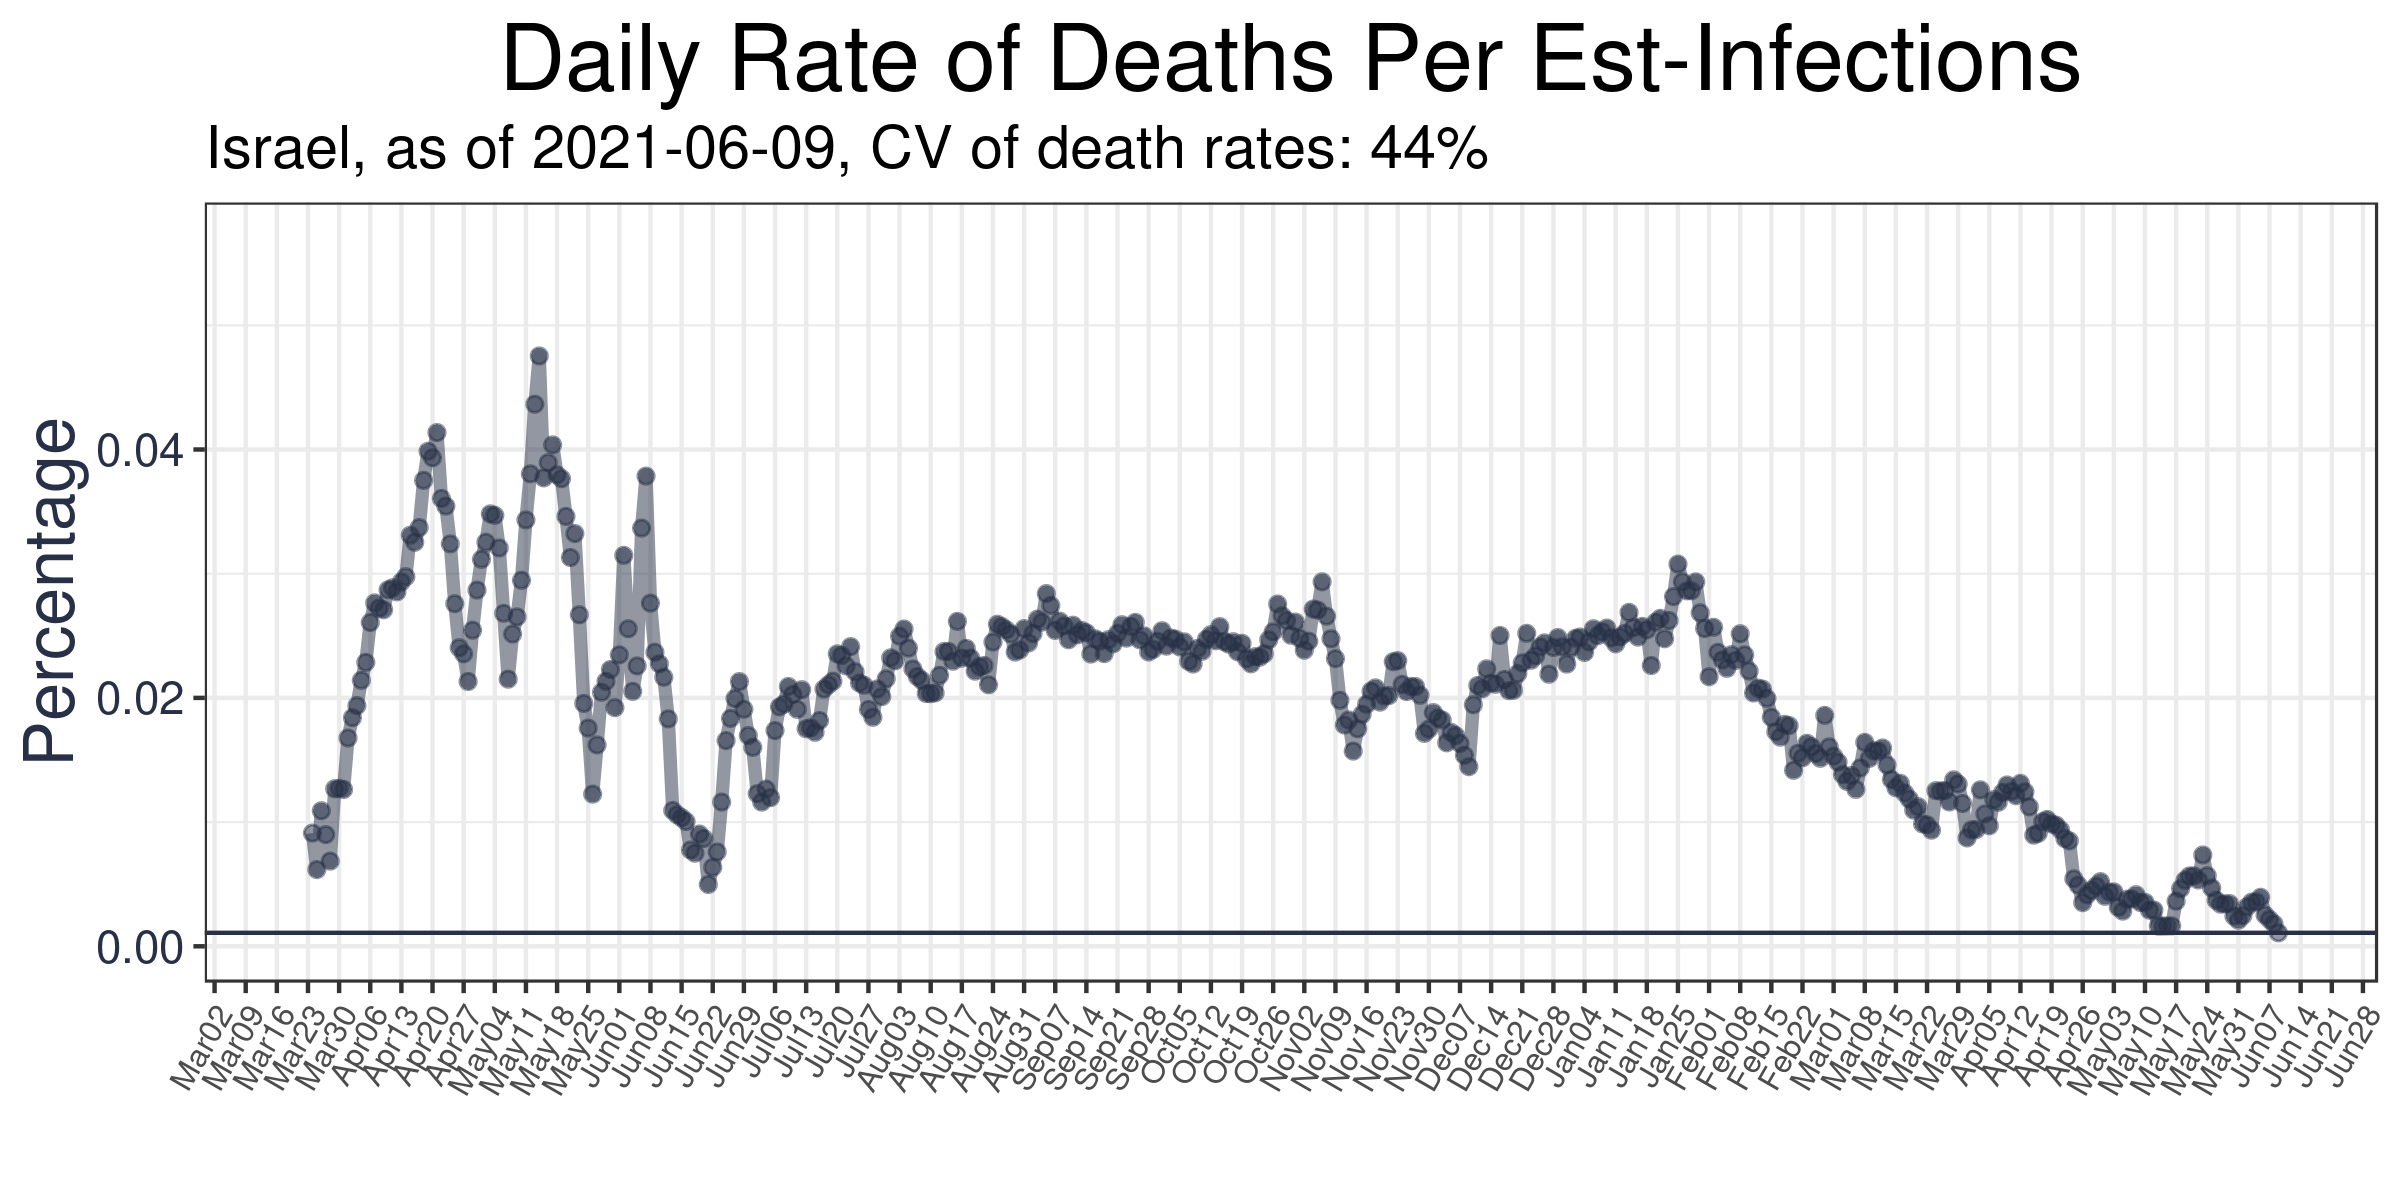 Daily Rate of Deaths Per Est-Infections
Israel, as of 2021-06-09, CV of death rates: 44%
Percentage
0.04
0.02
0.00
Mar02
Mar09
Mar16
Mar23
Mar30
Apr06
Apr13
Apr20
Apr27
May04
May11
May18
May25
Jun01
Jun08
Jun15
Jun22
Jun29
Jul06
Jul13
Jul20
Jul27
Aug03
Aug10
Aug17
Aug24
Aug31
Sep07
Sep14
Sep21
Sep28
Oct05
Oct12
Oct19
Oct26
Nov02
Nov09
Nov16
Nov23
Nov30
Dec07
Dec14
Dec21
Dec28
Jan04
Jan11
Jan18
Jan25
Feb01
Feb08
Feb15
Feb22
Mar01
Mar08
Mar15
Mar22
Mar29
Apr05
Apr12
Apr19
Apr26
May03
May10
May17
May24
May31
Jun07
Jun14
Jun21
Jun28